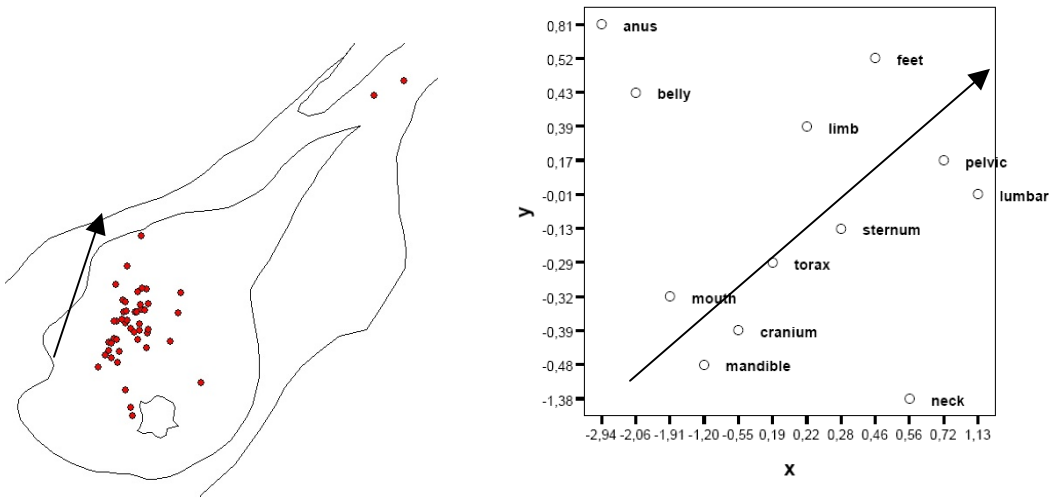 0,81 anus
0,52 feet
0,43 belly
0,39 limb
0,17 pelvic
-0,01 lumbar
-0,13 sternum
-0,29 torax
-0,32 mouth
-0,39 cranium
-0,48 mandible
-1,38 neck
y
-2,94 -2,06 -1,91 -1,20 -0,55 0,19 0,22 0,28 0,46 0,56 0,72 1,13
x